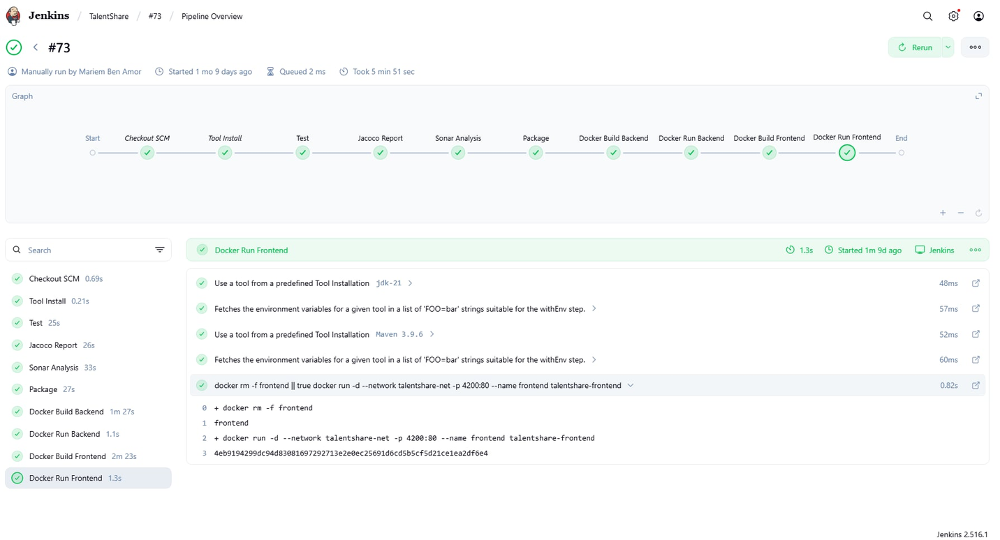 Jenkins / TalentShare / #73 / Pipeline Overview
#73
Rerun
Manually run by Mariem Ben Amor Started 1 mo 9 days ago Queued 2 ms Took 5 min 51 sec
Graph
Start Checkout SCM Tool Install Test Jacoco Report Sonar Analysis Package Docker Build Backend Docker Run Backend Docker Build Frontend Docker Run Frontend End
Search
Checkout SCM 0.69s
Tool Install 0.21s
Test 25s
Jacoco Report 26s
Sonar Analysis 33s
Package 27s
Docker Build Backend 1m 27s
Docker Run Backend 1.1s
Docker Build Frontend 2m 23s
Docker Run Frontend 1.3s
Docker Run Frontend 1.3s Started 1m 9d ago Jenkins
Use a tool from a predefined Tool Installation jdk-21 48ms
Fetches the environment variables for a given tool in a list of 'FOO=bar' strings suitable for the withEnv step. 57ms
Use a tool from a predefined Tool Installation Maven 3.9.6 52ms
Fetches the environment variables for a given tool in a list of 'FOO=bar' strings suitable for the withEnv step. 60ms
docker rm -f frontend || true docker run -d --network talentshare-net -p 4200:80 --name frontend talentshare-frontend 0.82s
0 + docker rm -f frontend
1 frontend
2 + docker run -d --network talentshare-net -p 4200:80 --name frontend talentshare-frontend
3 4eb9194299dc94d83081697292713e2e0ec25691d6cd5b5cf5d21ce1ea2df6e4
Jenkins 2.516.1